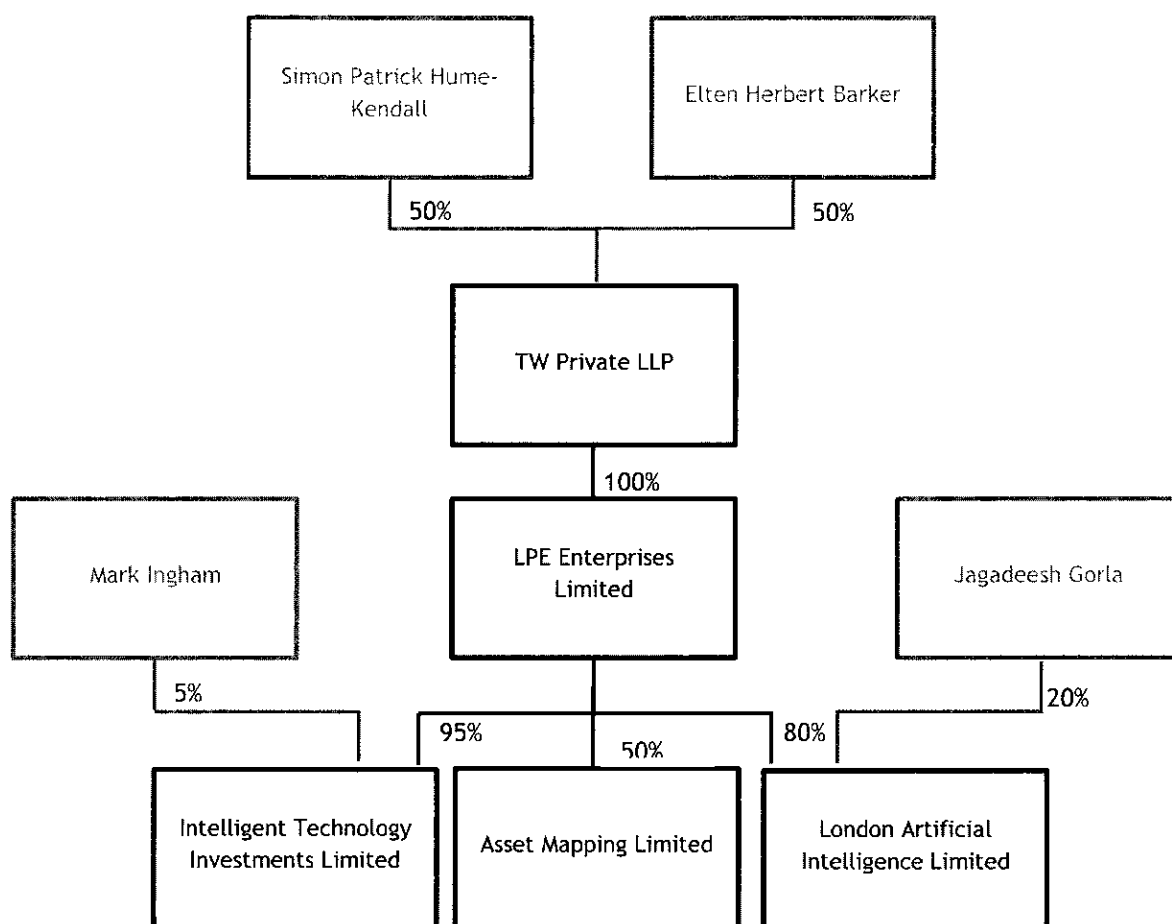 Simon Patrick Hume-
Kendall
Elten Herbert Barker
50%
50%
TW Private LLP
100%
Mark Ingham
LPE Enterprises
Limited
Jagadeesh Gorla
5%
20%
95%
50%
80%
Intelligent Technology
Investments Limited
Asset Mapping Limited
London Artificial
Intelligence Limited